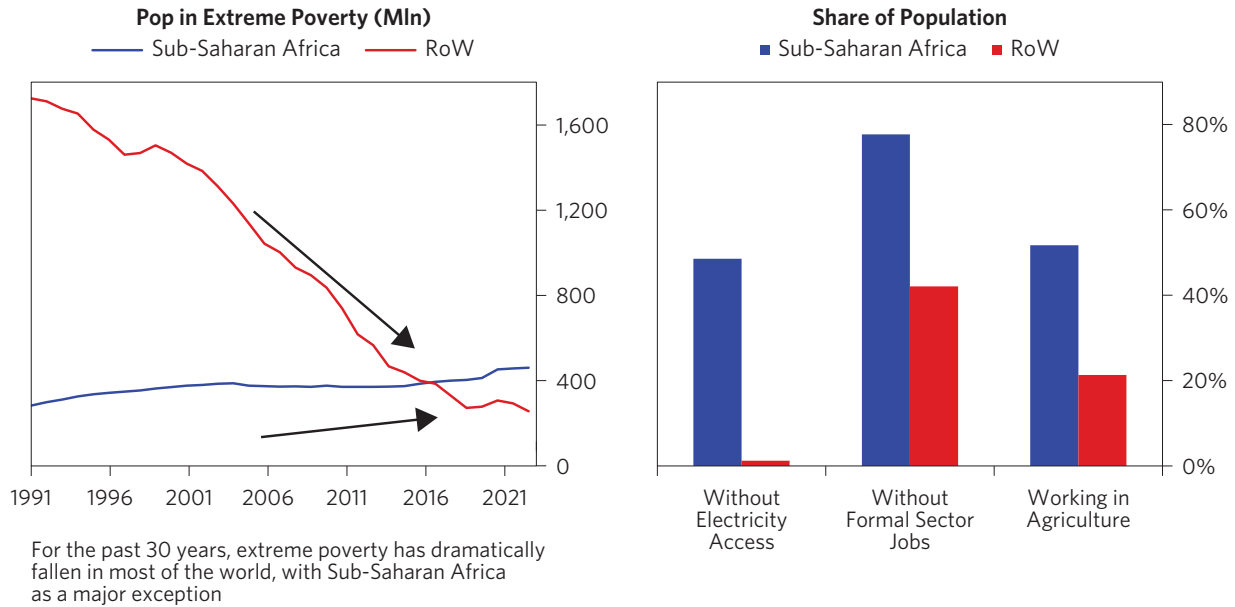 Pop in Extreme Poverty (Mln)
Sub-Saharan Africa RoW
1,600
1,200
800
400
0
1991 1996 2001 2006 2011 2016 2021
For the past 30 years, extreme poverty has dramatically
fallen in most of the world, with Sub-Saharan Africa
as a major exception
Share of Population
Sub-Saharan Africa RoW
80%
60%
40%
20%
0%
Without
Electricity
Access
Without
Formal Sector
Jobs
Working in
Agriculture